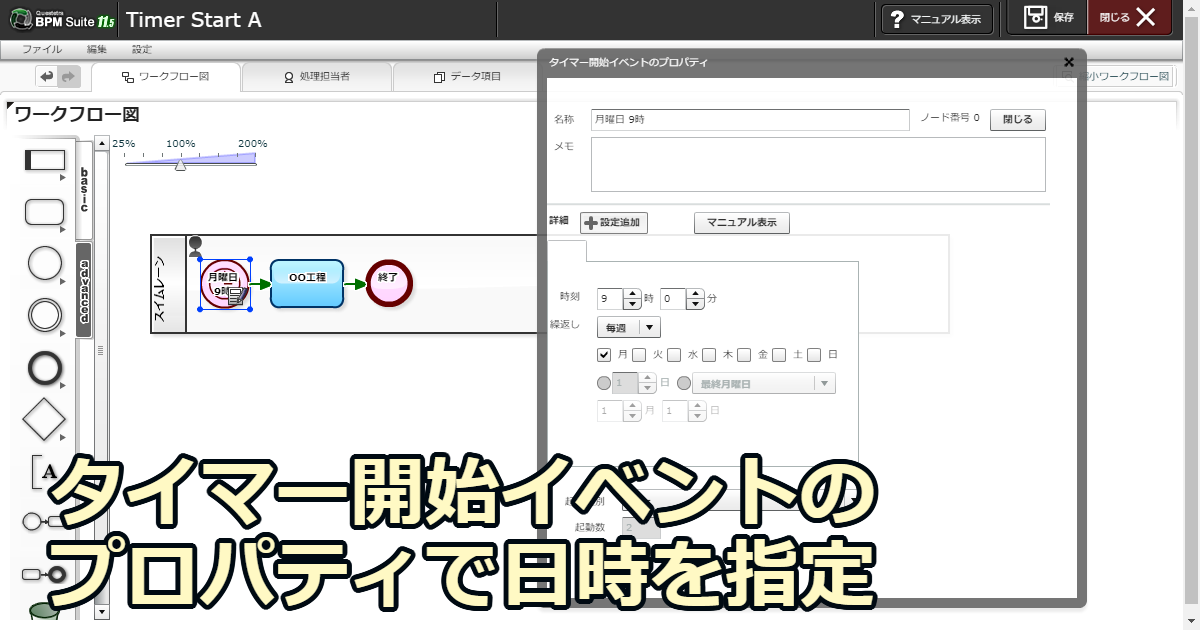 Questetra
BPM Suite 11.5
Timer Start A
? マニュアル表示
保存
閉じる
ファイル 編集 設定
ワークフロー図
処理担当者
データ項目
小ワークフロー図
ワークフロー図
25% 100% 200%
basic
advanced
スイムレーン
月曜日
9時
〇〇工程
終了
A
タイマー開始イベントのプロパティ
名称 月曜日 9時 ノード番号 0 閉じる
メモ
詳細 設定追加 マニュアル表示
時刻 9 時 0 分
繰返し 毎週
月 火 水 木 金 土 日
1 日 最終月曜日
1 月 1 日
起動数 2
タイマー開始イベントの
プロパティで日時を指定